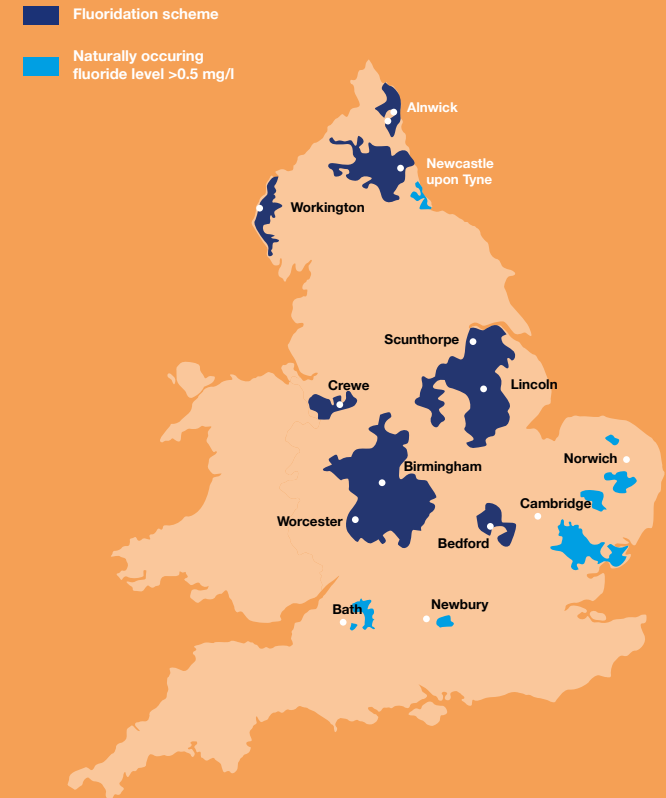 Fluoridation scheme
Naturally occuring
fluoride level >0.5 mg/l
Alnwick
Newcastle
upon Tyne
Workington
Scunthorpe
Crewe
Lincoln
Norwich
Birmingham
Cambridge
Worcester
Bedford
Bath
Newbury